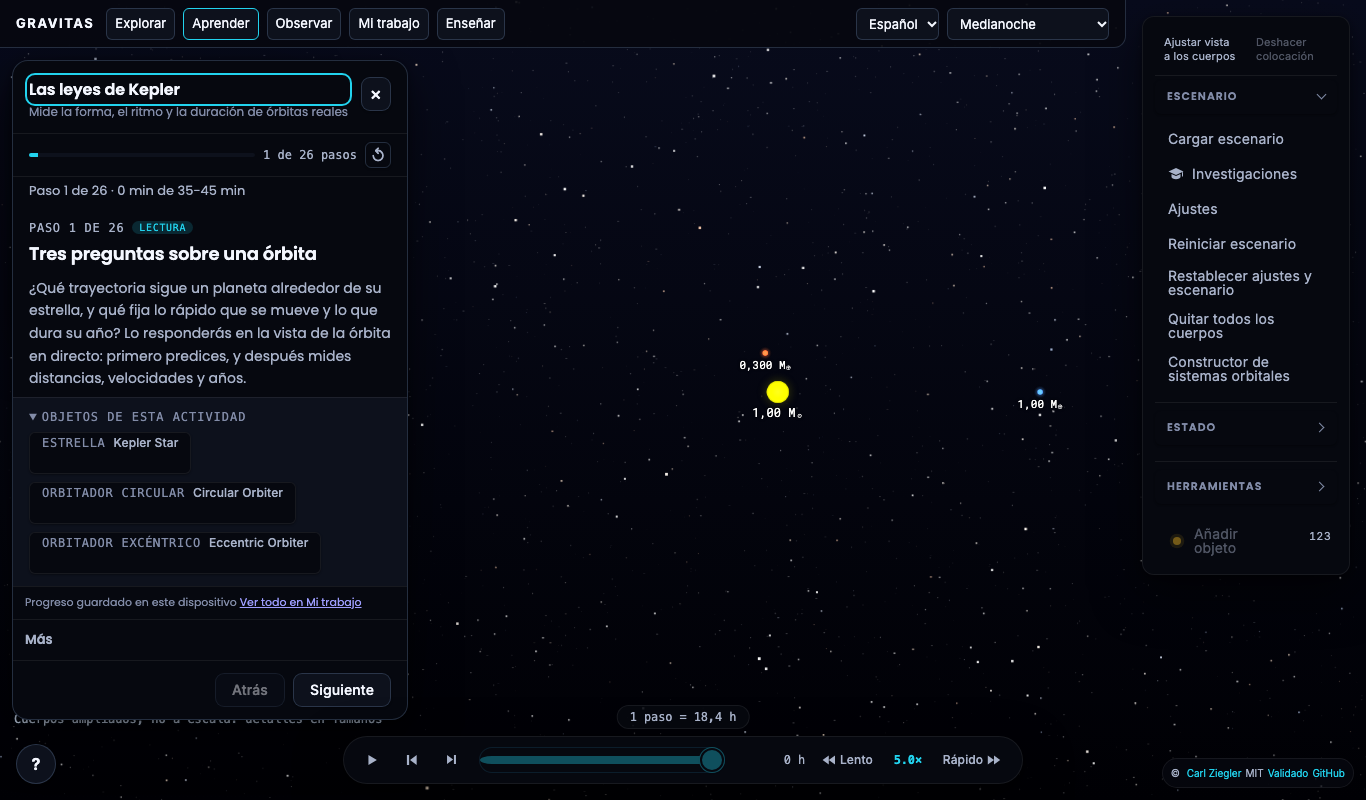 GRAVITAS Explorar Aprender Observar Mi trabajo Enseñar Español Medianoche
Las leyes de Kepler
Mide la forma, el ritmo y la duración de órbitas reales
1 de 26 pasos
Paso 1 de 26 · 0 min de 35-45 min
PASO 1 DE 26 LECTURA
Tres preguntas sobre una órbita
¿Qué trayectoria sigue un planeta alrededor de su
estrella, y qué fija lo rápido que se mueve y lo que
dura su año? Lo responderás en la vista de la órbita
en directo: primero predices, y después mides
distancias, velocidades y años.
▼ OBJETOS DE ESTA ACTIVIDAD
ESTRELLA Kepler Star
ORBITADOR CIRCULAR Circular Orbiter
ORBITADOR EXCÉNTRICO Eccentric Orbiter
Progreso guardado en este dispositivo Ver todo en Mi trabajo
Más
Atrás Siguiente
Cuerpos ampliados, no a escala: detalles en Tamaños
?
0,300 M⊕
1,00 M☉
1,00 M⊕
1 paso = 18,4 h
0 h Lento 5.0× Rápido
Ajustar vista
a los cuerpos
Deshacer
colocación
ESCENARIO
Cargar escenario
Investigaciones
Ajustes
Reiniciar escenario
Restablecer ajustes y
escenario
Quitar todos los
cuerpos
Constructor de
sistemas orbitales
ESTADO
HERRAMIENTAS
Añadir
objeto
123
© Carl Ziegler MIT Validado GitHub